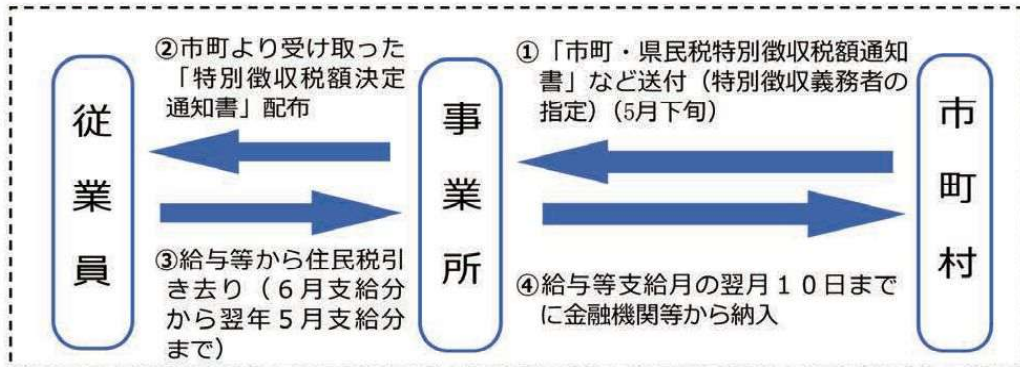 従業員
②市町より受け取った
「特別徴収税額決定
通知書」配布
③給与等から住民税引
き去り（６月支給分
から翌年５月支給分
まで）
事業所
①「市町・県民税特別徴収税額通知
書」など送付（特別徴収義務者の
指定）（5月下旬）
④給与等支給月の翌月１０日まで
に金融機関等から納入
市町村